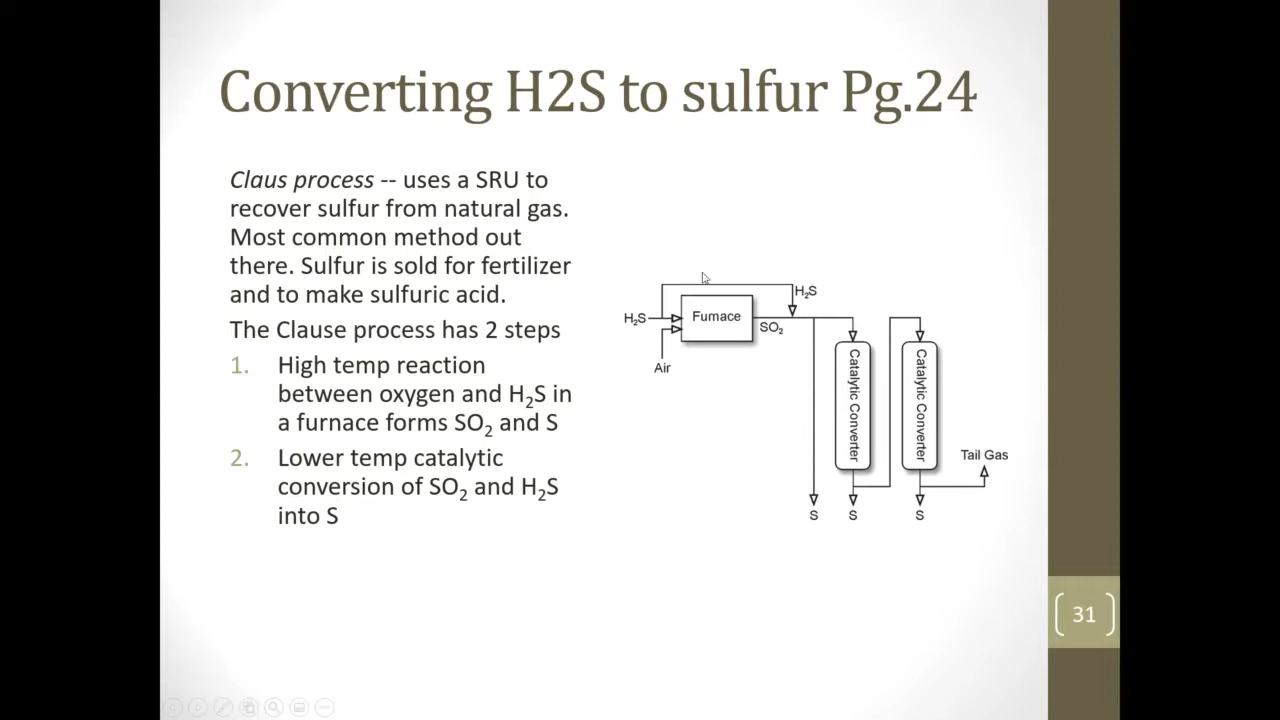 Converting H2S to sulfur Pg.24
Claus process -- uses a SRU to
recover sulfur from natural gas.
Most common method out
there. Sulfur is sold for fertilizer
and to make sulfuric acid.
The Clause process has 2 steps
1. High temp reaction
between oxygen and H₂S in
a furnace forms SO₂ and S
2. Lower temp catalytic
conversion of SO₂ and H₂S
into S
H₂S
H₂S
Furnace
SO₂
Air
Catalytic Converter
Catalytic Converter
Tail Gas
S
S
S
31